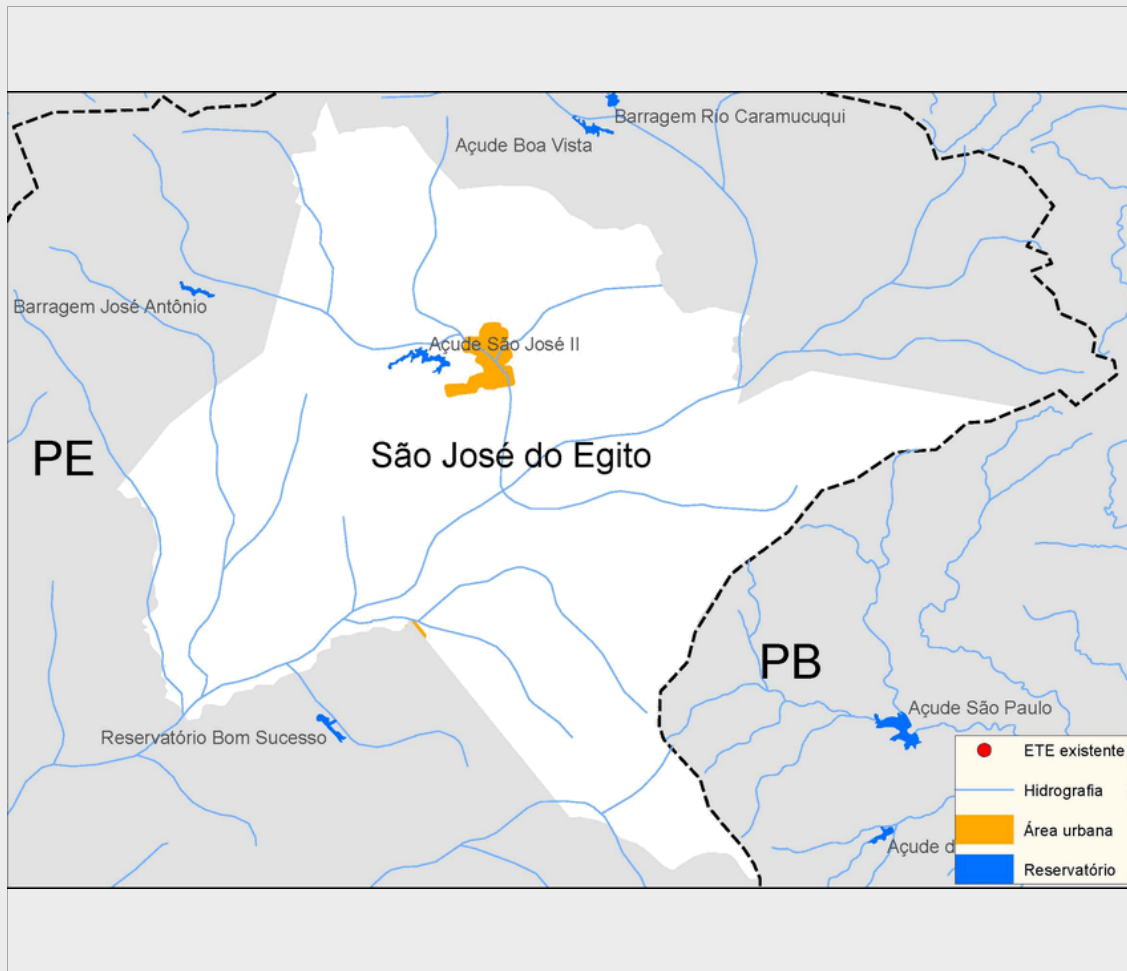 Barragem Rio Caramucuqui
Açude Boa Vista
Barragem José Antônio
Açude São José II
PE
São José do Egito
PB
Açude São Paulo
Reservatório Bom Sucesso
ETE existente
Hidrografia
Área urbana
Açude d
Reservatório